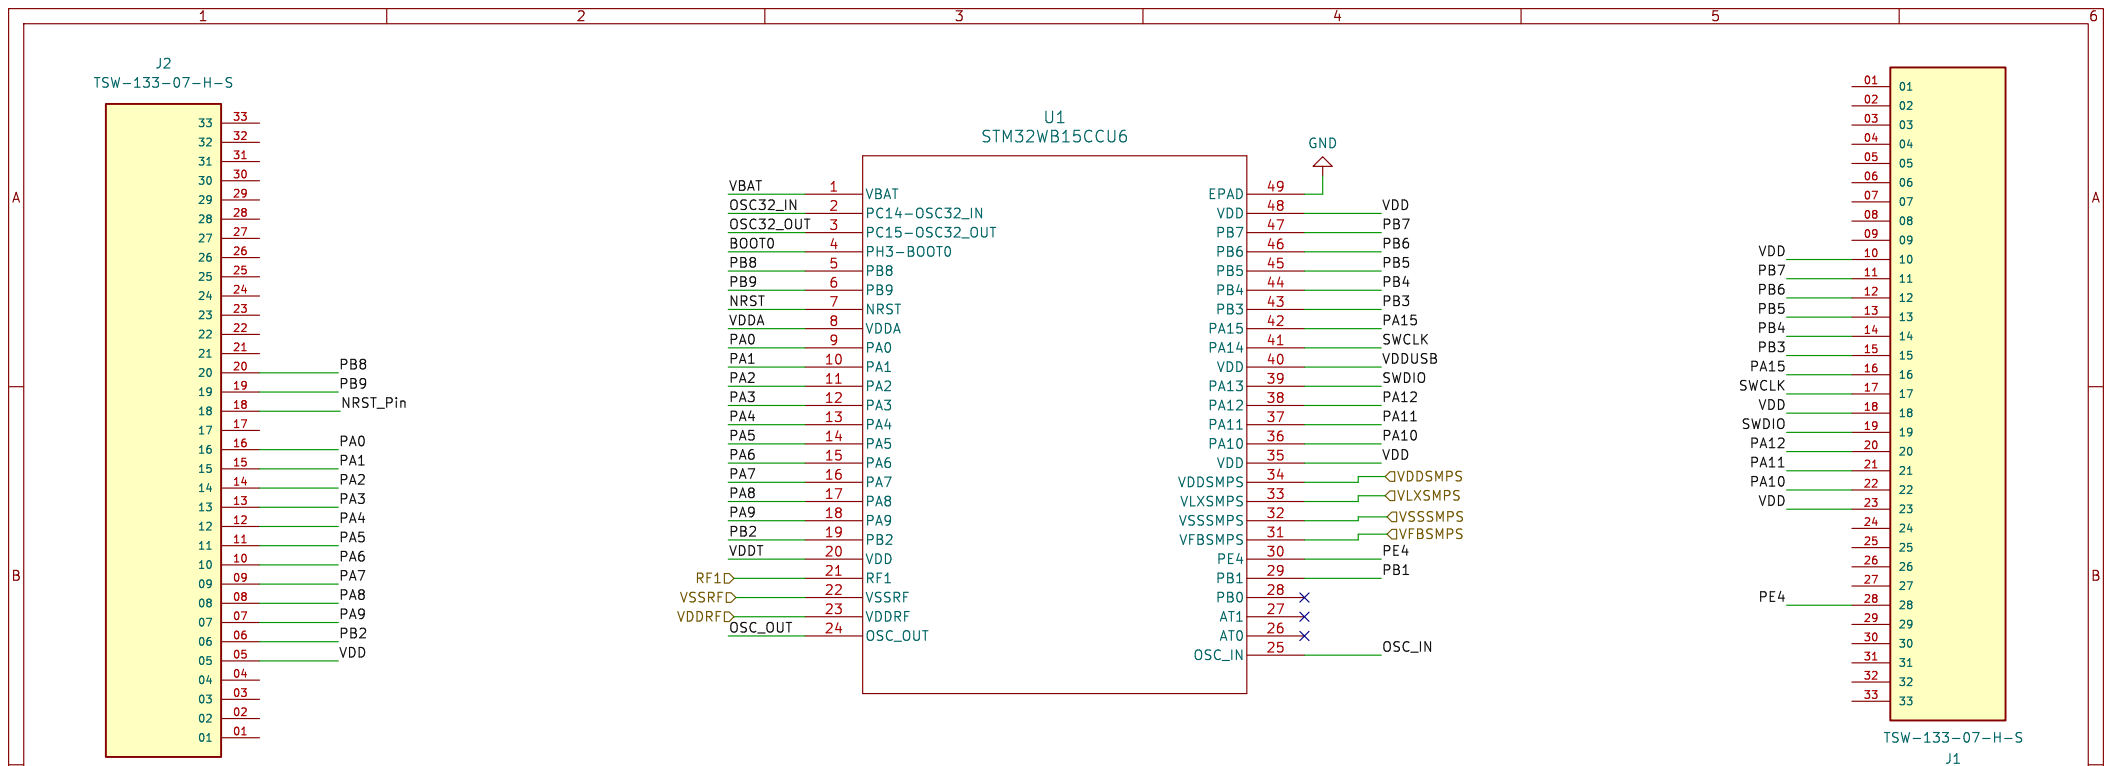 1 2 3 4 5 6
A A
B B
J2
TSW-133-07-H-S
33 33
32 32
31 31
30 30
29 29
28 28
27 27
26 26
25 25
24 24
23 23
22 22
21 21
20 20 PB8
19 19 PB9
18 18 NRST_Pin
17 17
16 16 PA0
15 15 PA1
14 14 PA2
13 13 PA3
12 12 PA4
11 11 PA5
10 10 PA6
09 09 PA7
08 08 PA8
07 07 PA9
06 06 PB2
05 05 VDD
04 04
03 03
02 02
01 01
U1
STM32WB15CCU6
GND
VBAT 1 VBAT
OSC32_IN 2 PC14-OSC32_IN
OSC32_OUT 3 PC15-OSC32_OUT
BOOT0 4 PH3-BOOT0
PB8 5 PB8
PB9 6 PB9
NRST 7 NRST
VDDA 8 VDDA
PA0 9 PA0
PA1 10 PA1
PA2 11 PA2
PA3 12 PA3
PA4 13 PA4
PA5 14 PA5
PA6 15 PA6
PA7 16 PA7
PA8 17 PA8
PA9 18 PA9
PB2 19 PB2
VDDT 20 VDD
RF1 21 RF1
VSSRF 22 VSSRF
VDDRF 23 VDDRF
OSC_OUT 24 OSC_OUT
EPAD 49
VDD 48 VDD
PB7 47 PB7
PB6 46 PB6
PB5 45 PB5
PB4 44 PB4
PB3 43 PB3
PA15 42 PA15
PA14 41 SWCLK
VDD 40 VDDUSB
PA13 39 SWDIO
PA12 38 PA12
PA11 37 PA11
PA10 36 PA10
VDD 35 VDD
VDDSMPS 34 VDDSMPS
VLXSMPS 33 VLXSMPS
VSSSMPS 32 VSSSMPS
VFBSMPS 31 VFBSMPS
PE4 30 PE4
PB1 29 PB1
PB0 28
AT1 27
AT0 26
OSC_IN 25 OSC_IN
01 01
02 02
03 03
04 04
05 05
06 06
07 07
08 08
09 09
VDD 10 10
PB7 11 11
PB6 12 12
PB5 13 13
PB4 14 14
PB3 15 15
PA15 16 16
SWCLK 17 17
VDD 18 18
SWDIO 19 19
PA12 20 20
PA11 21 21
PA10 22 22
VDD 23 23
24 24
25 25
26 26
27 27
PE4 28 28
29 29
30 30
31 31
32 32
33 33
TSW-133-07-H-S
J1